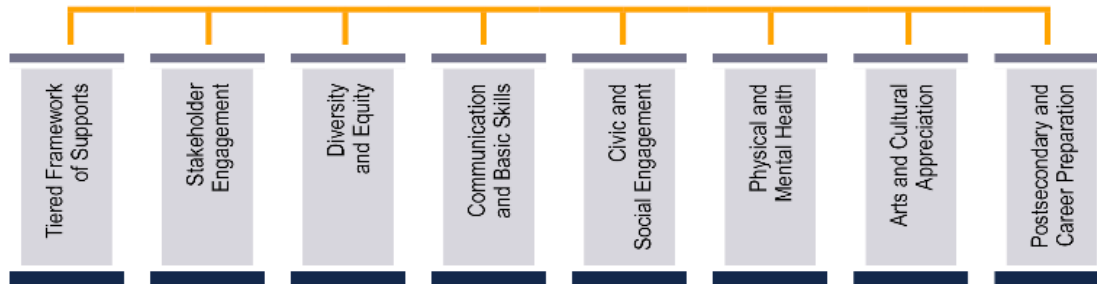 Tiered Framework
of Supports
Stakeholder
Engagement
Diversity
and Equity
Communication
and Basic Skills
Civic and
Social Engagement
Physical and
Mental Health
Arts and Cultural
Appreciation
Postsecondary and
Career Preparation